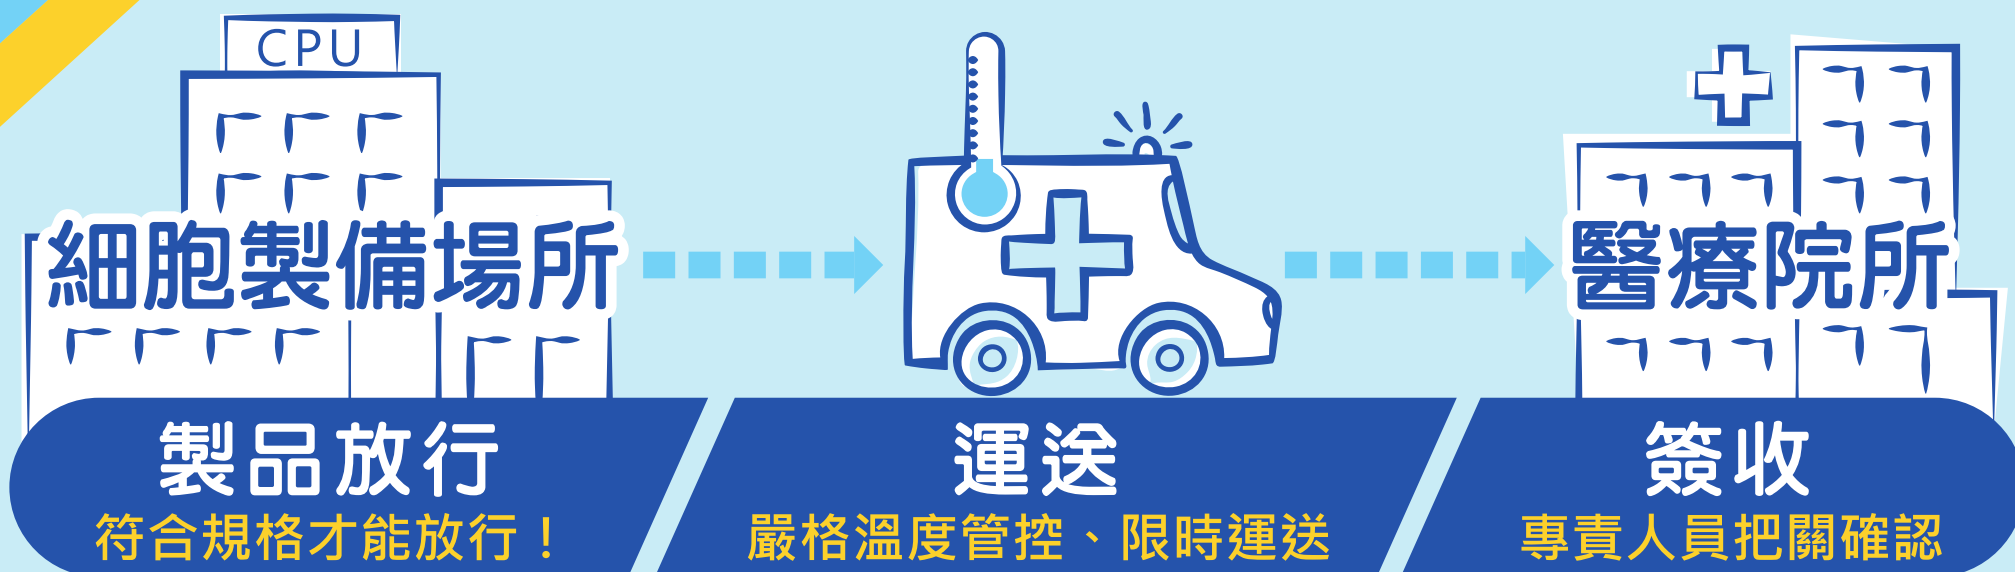 CPU
細胞製備場所
醫療院所
製品放行
符合規格才能放行！
運送
嚴格溫度管控、限時運送
簽收
專責人員把關確認